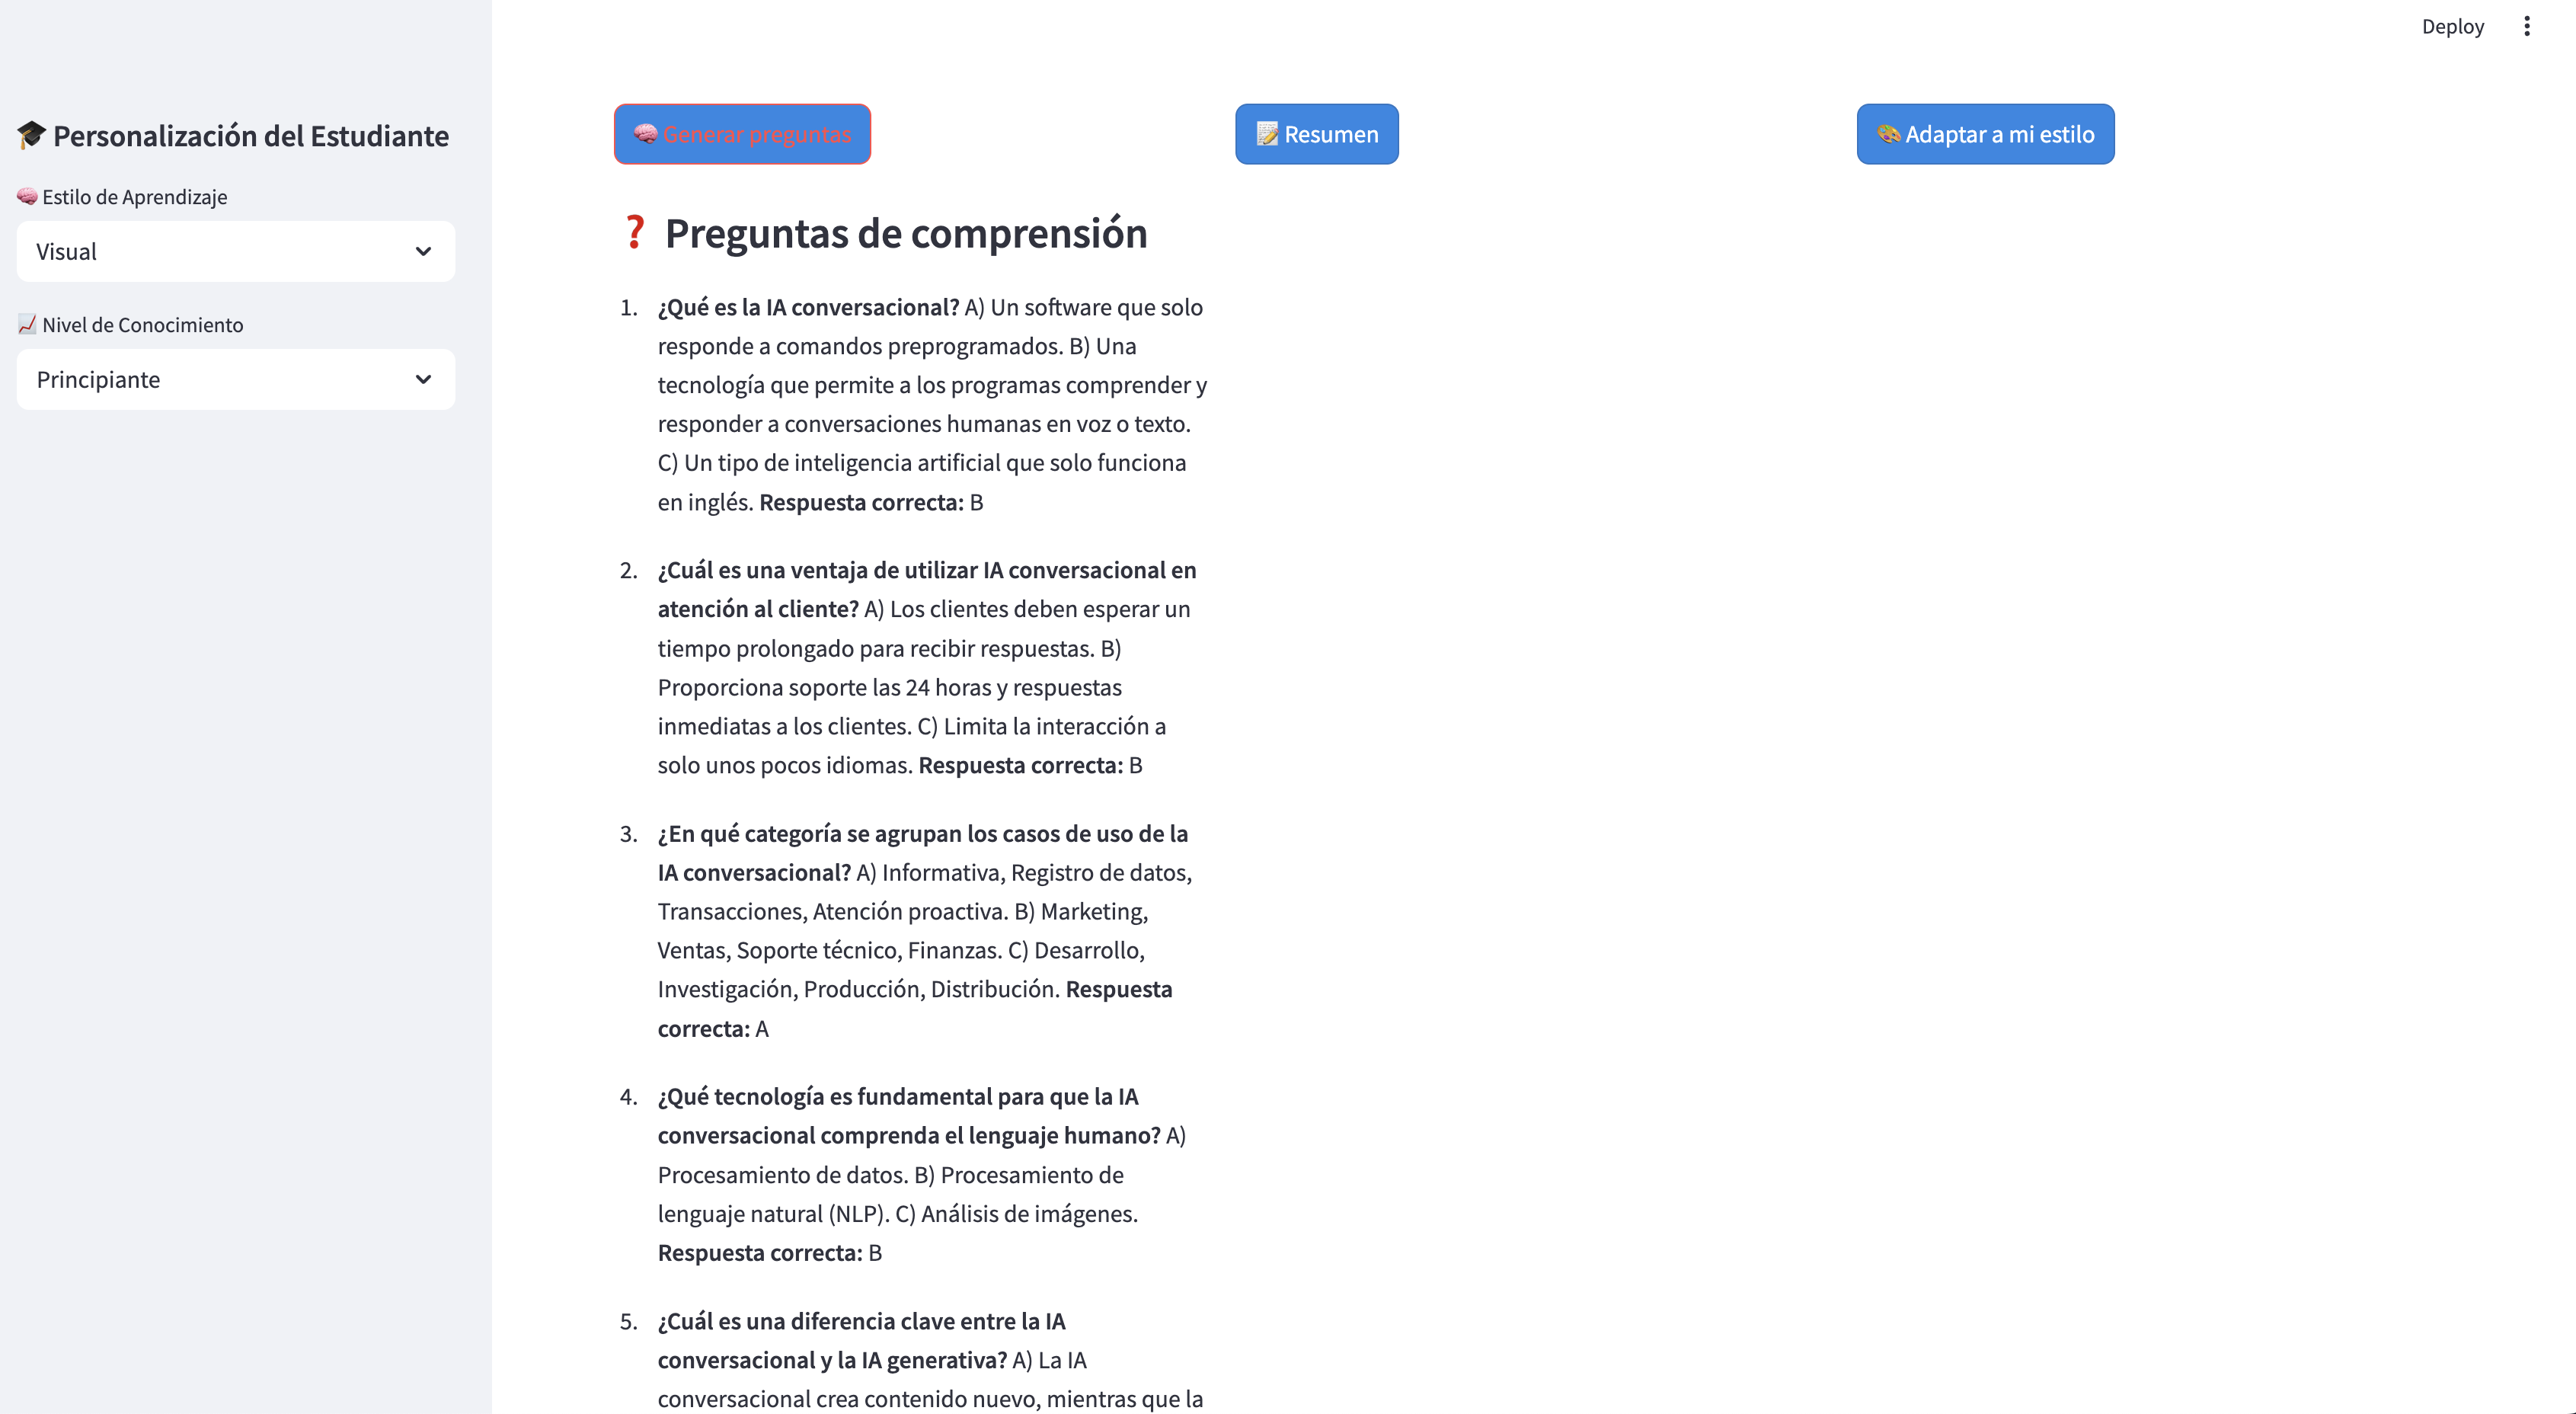 Deploy
🎓 Personalización del Estudiante
🧠 Estilo de Aprendizaje
Visual
📈 Nivel de Conocimiento
Principiante
🧠 Generar preguntas
📝 Resumen
🎨 Adaptar a mi estilo
❓ Preguntas de comprensión
1. ¿Qué es la IA conversacional? A) Un software que solo
responde a comandos preprogramados. B) Una
tecnología que permite a los programas comprender y
responder a conversaciones humanas en voz o texto.
C) Un tipo de inteligencia artificial que solo funciona
en inglés. Respuesta correcta: B
2. ¿Cuál es una ventaja de utilizar IA conversacional en
atención al cliente? A) Los clientes deben esperar un
tiempo prolongado para recibir respuestas. B)
Proporciona soporte las 24 horas y respuestas
inmediatas a los clientes. C) Limita la interacción a
solo unos pocos idiomas. Respuesta correcta: B
3. ¿En qué categoría se agrupan los casos de uso de la
IA conversacional? A) Informativa, Registro de datos,
Transacciones, Atención proactiva. B) Marketing,
Ventas, Soporte técnico, Finanzas. C) Desarrollo,
Investigación, Producción, Distribución. Respuesta
correcta: A
4. ¿Qué tecnología es fundamental para que la IA
conversacional comprenda el lenguaje humano? A)
Procesamiento de datos. B) Procesamiento de
lenguaje natural (NLP). C) Análisis de imágenes.
Respuesta correcta: B
5. ¿Cuál es una diferencia clave entre la IA
conversacional y la IA generativa? A) La IA
conversacional crea contenido nuevo, mientras que la